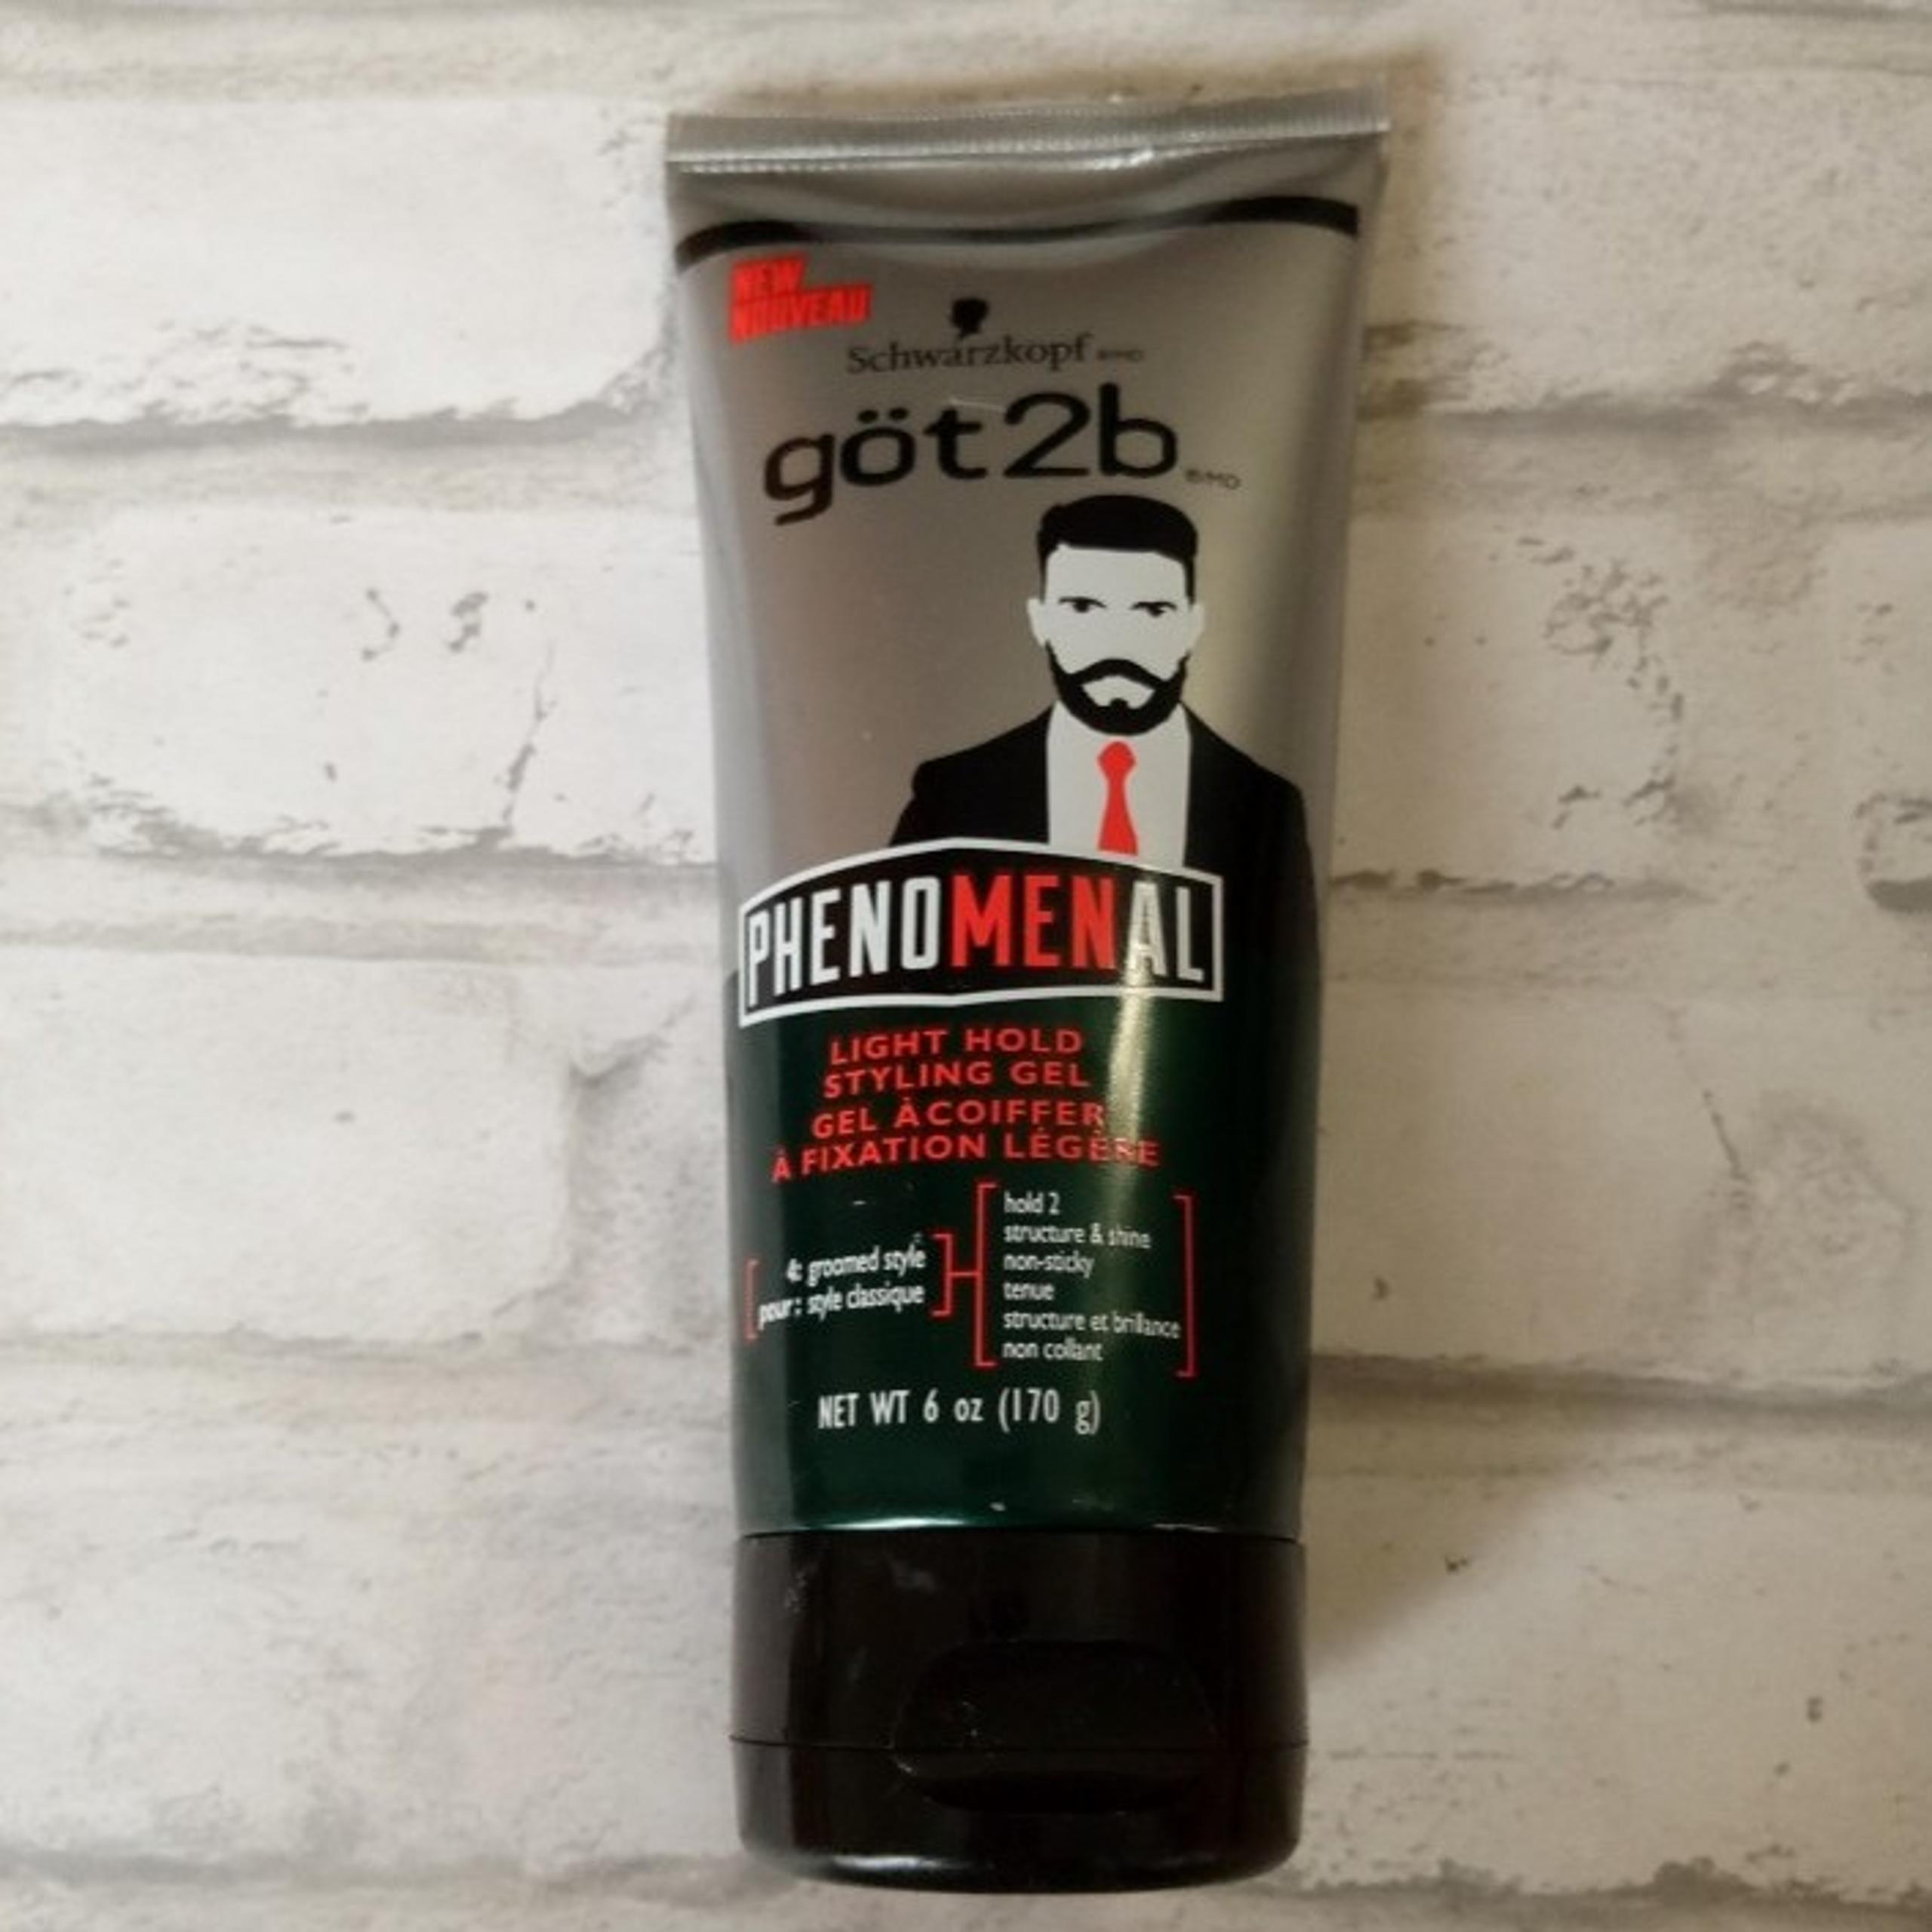 NEW
NOUVEAU
Schwarzkopf
göt2b
PHENOMENAL
LIGHT HOLD
STYLING GEL
GEL À COIFFER
À FIXATION LÉGÈRE
4: groomed style
pour: style classique
hold 2
structure & shine
non-sticky
tenue
structure et brillance
non collant
NET WT 6 oz (170 g)